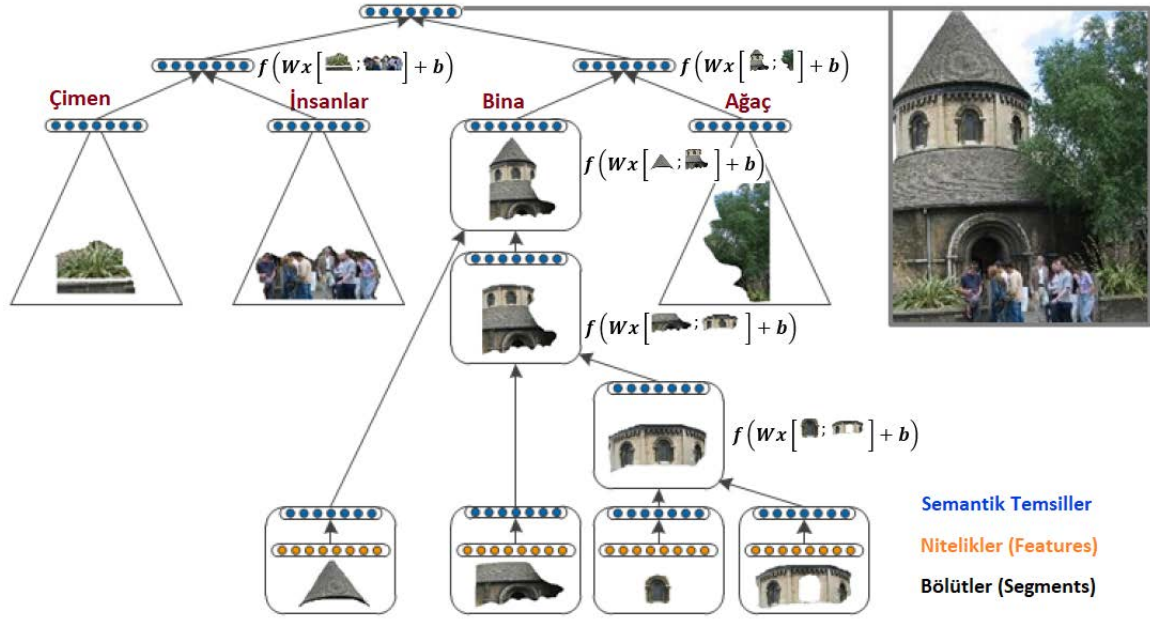 f(Wx[ ; ] + b)
f(Wx[ ; ] + b)
Çimen
İnsanlar
Bina
Ağaç
f(Wx[ ; ] + b)
f(Wx[ ; ] + b)
f(Wx[ ; ] + b)
Semantik Temsiller
Nitelikler (Features)
Bölütler (Segments)